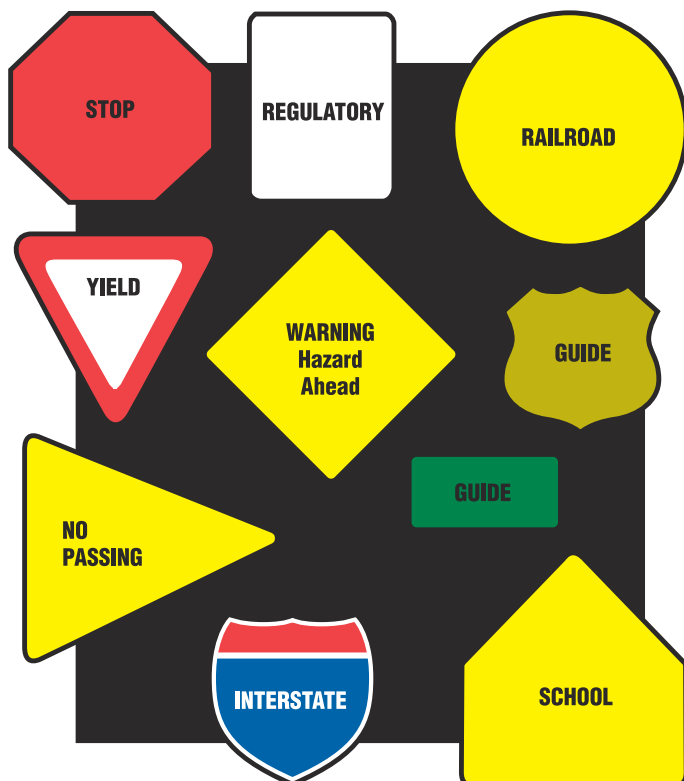 STOP
REGULATORY
RAILROAD
YIELD
WARNING
Hazard
Ahead
GUIDE
NO
PASSING
GUIDE
INTERSTATE
SCHOOL